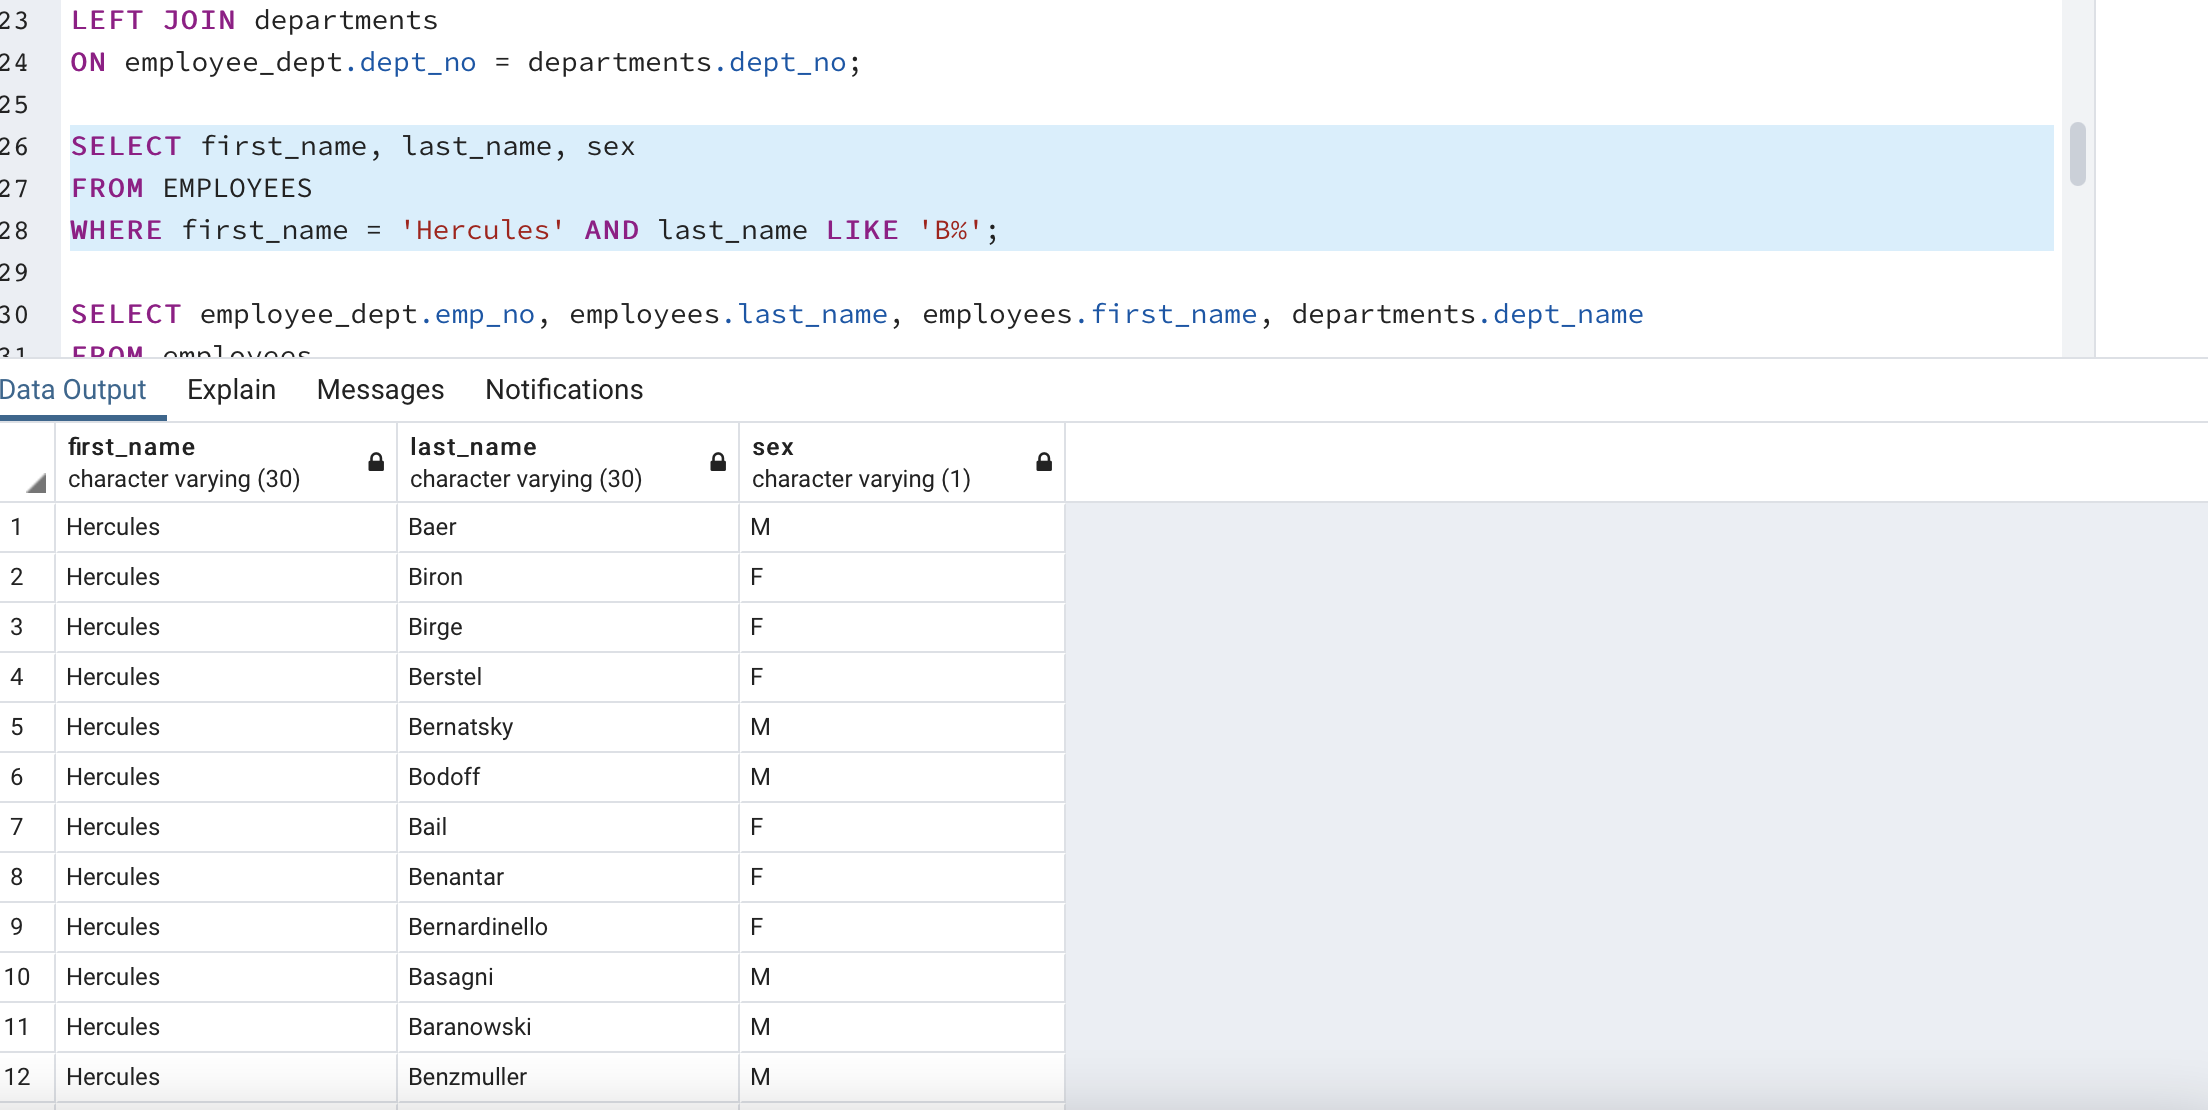 23 LEFT JOIN departments
24 ON employee_dept.dept_no = departments.dept_no;
25
26 SELECT first_name, last_name, sex
27 FROM EMPLOYEES
28 WHERE first_name = 'Hercules' AND last_name LIKE 'B%';
29
30 SELECT employee_dept.emp_no, employees.last_name, employees.first_name, departments.dept_name
31 FROM employees
Data Output Explain Messages Notifications
first_name last_name sex
character varying (30) character varying (30) character varying (1)
1 Hercules Baer M
2 Hercules Biron F
3 Hercules Birge F
4 Hercules Berstel F
5 Hercules Bernatsky M
6 Hercules Bodoff M
7 Hercules Bail F
8 Hercules Benantar F
9 Hercules Bernardinello F
10 Hercules Basagni M
11 Hercules Baranowski M
12 Hercules Benzmuller M